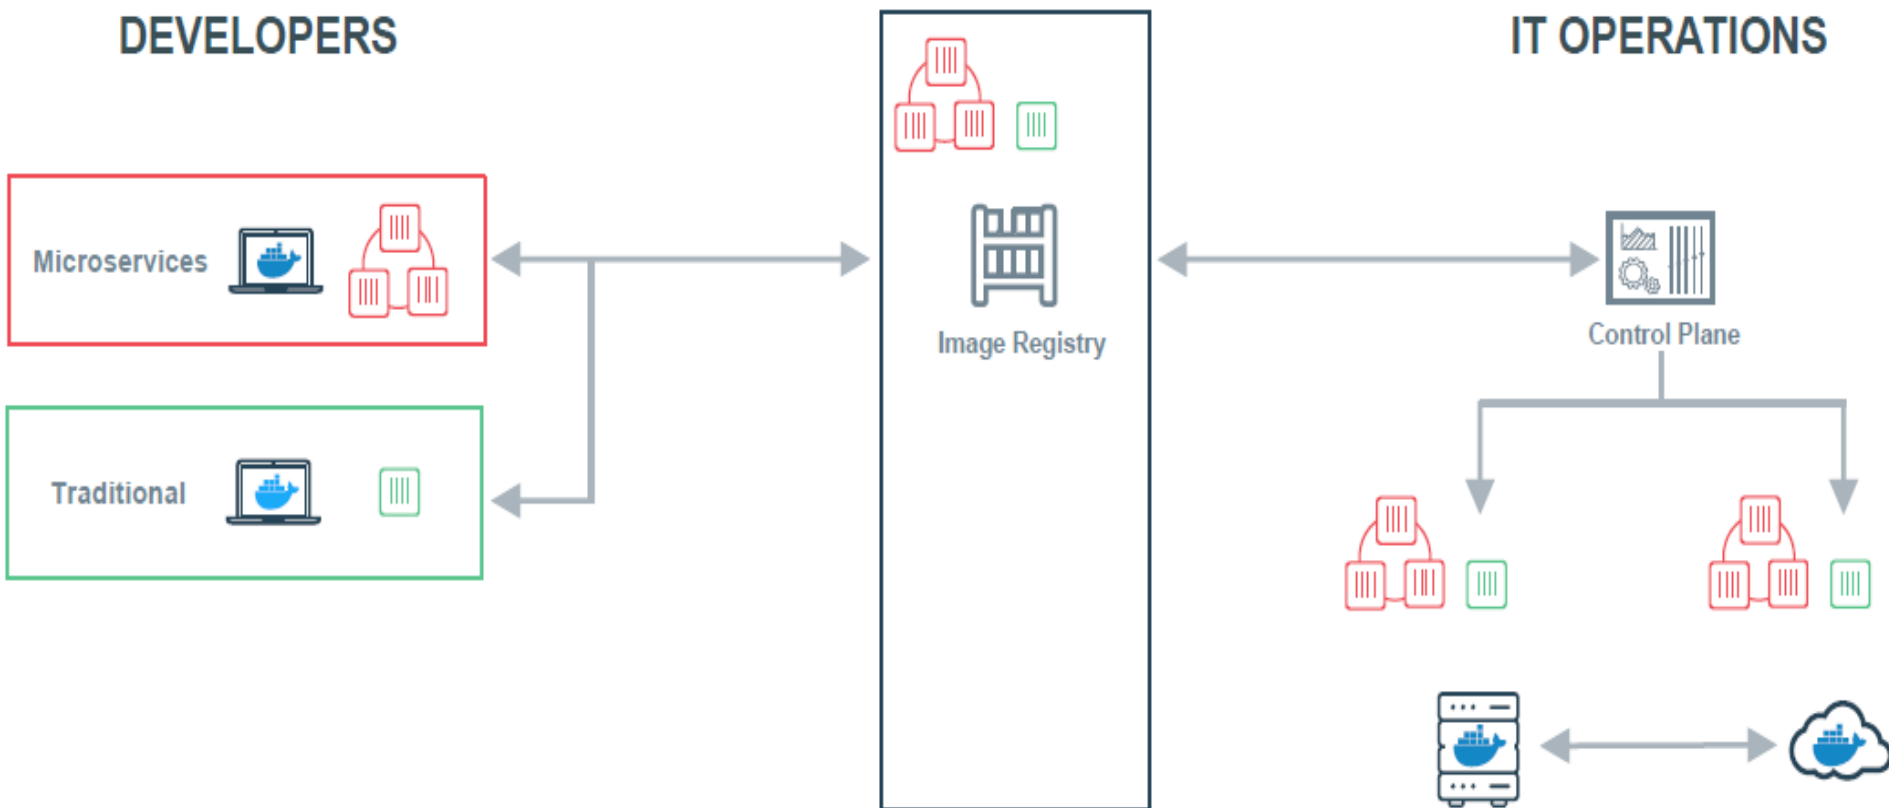 DEVELOPERS
IT OPERATIONS
Microservices
Image Registry
Control Plane
Traditional